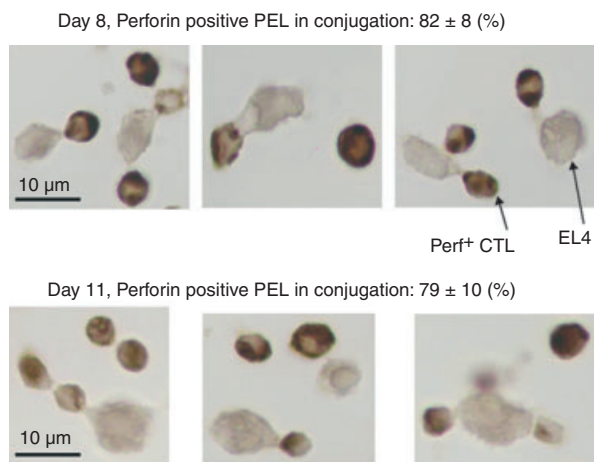 Day 8, Perforin positive PEL in conjugation: 82 ± 8 (%)
10 µm
Perf⁺ CTL
EL4
Day 11, Perforin positive PEL in conjugation: 79 ± 10 (%)
10 µm